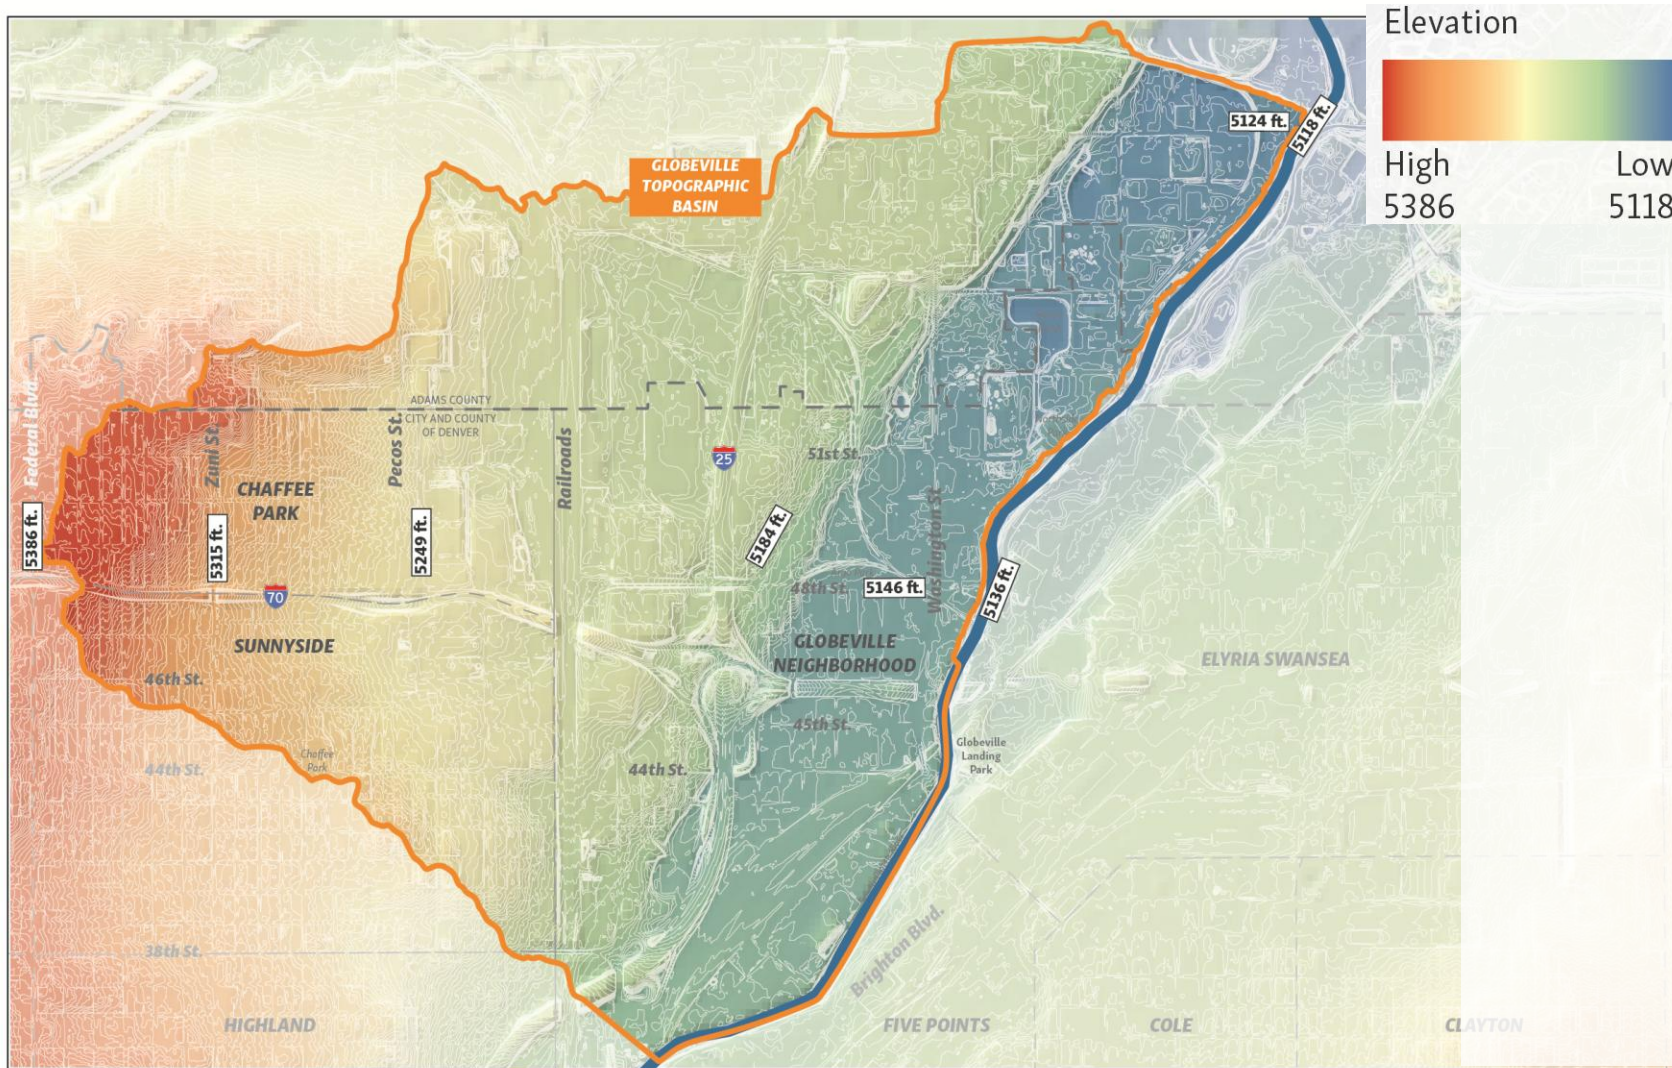 Elevation
High
Low
5386
5118
5124 ft.
5118 ft.
GLOBEVILLE
TOPOGRAPHIC
BASIN
Federal Blvd.
Zuni St.
Pecos St.
ADAMS COUNTY
CITY AND COUNTY
OF DENVER
Railroads
25
51st St.
CHAFFEE
PARK
5386 ft.
5315 ft.
5249 ft.
5184 ft.
Washington St
48th St.
5146 ft.
5136 ft.
70
SUNNYSIDE
GLOBEVILLE
NEIGHBORHOOD
ELYRIA SWANSEA
46th St.
45th St.
Chaffee
Park
44th St.
44th St.
Globeville
Landing
Park
38th St.
Brighton Blvd.
HIGHLAND
FIVE POINTS
COLE
CLAYTON